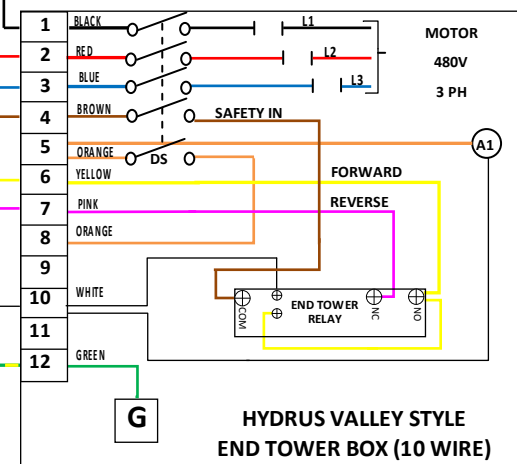 1 BLACK L1
2 RED L2
3 BLUE L3
MOTOR
480V
3 PH
4 BROWN SAFETY IN
5 ORANGE DS A1
6 YELLOW FORWARD
7 PINK REVERSE
8 ORANGE
9
10 WHITE
11
12 GREEN
COM
END TOWER
RELAY
NC
NO
G
HYDRUS VALLEY STYLE
END TOWER BOX (10 WIRE)